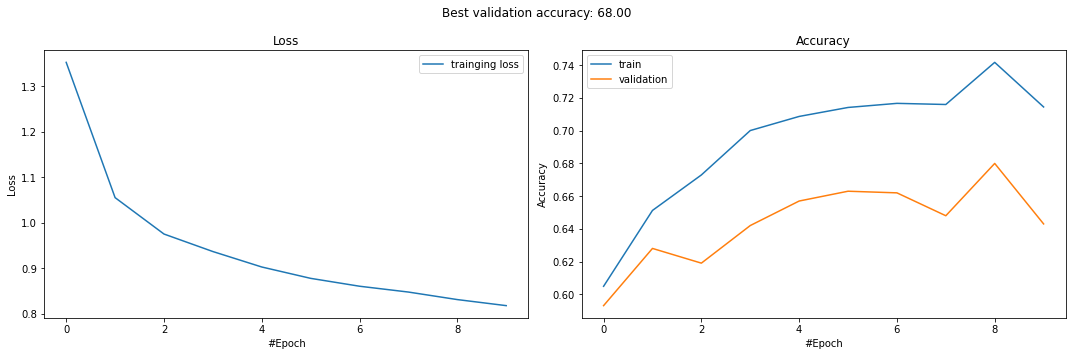 Best validation accuracy: 68.00
Loss
trainging loss
Loss
1.3
1.2
1.1
1.0
0.9
0.8
0 2 4 6 8
#Epoch
Accuracy
train
validation
Accuracy
0.74
0.72
0.70
0.68
0.66
0.64
0.62
0.60
0 2 4 6 8
#Epoch